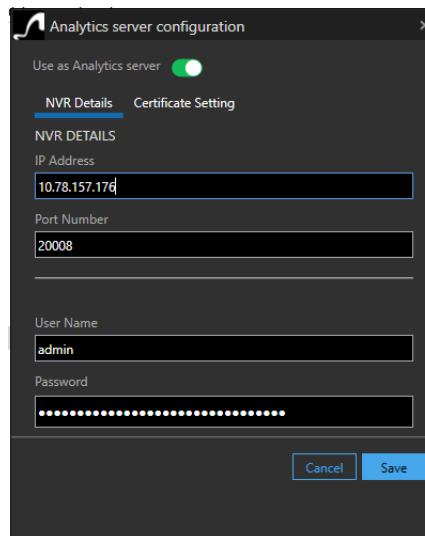 Analytics server configuration
Use as Analytics server
NVR Details Certificate Setting
NVR DETAILS
IP Address
10.78.157.176
Port Number
20008
User Name
admin
Password
••••••••••••••••••••••••••••••••
Cancel Save